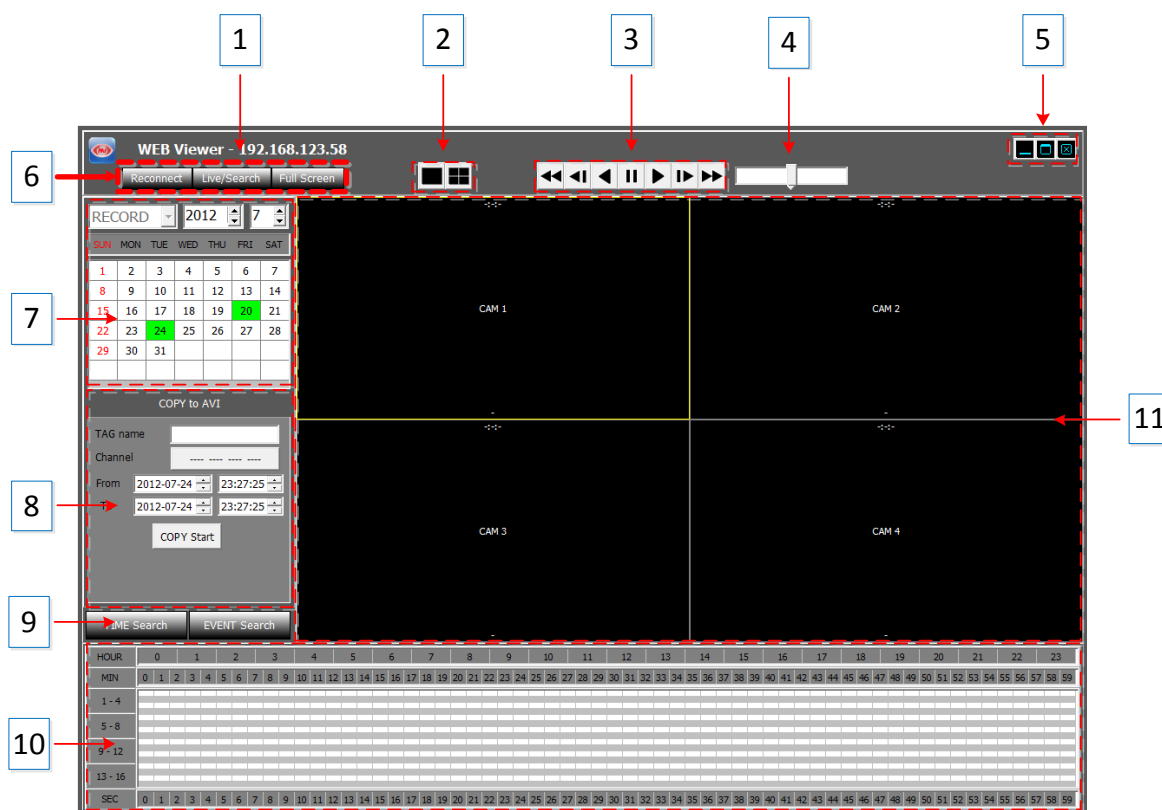 1 2 3 4 5
WEB Viewer - 192.168.123.58
6
Reconnect Live/Search Full Screen
RECORD 2012 7
SUN MON TUE WED THU FRI SAT
1 2 3 4 5 6 7
8 9 10 11 12 13 14
15 16 17 18 19 20 21
22 23 24 25 26 27 28
29 30 31
7
-:-:-
CAM 1
-
-:-:-
CAM 2
-
-:-:-
CAM 3
-
-:-:-
CAM 4
-
11
COPY to AVI
TAG name
Channel ---- ---- ---- ----
From 2012-07-24 23:27:25
8
2012-07-24 23:27:25
COPY Start
9
TIME Search EVENT Search
HOUR 0 1 2 3 4 5 6 7 8 9 10 11 12 13 14 15 16 17 18 19 20 21 22 23
MIN 0 1 2 3 4 5 6 7 8 9 10 11 12 13 14 15 16 17 18 19 20 21 22 23 24 25 26 27 28 29 30 31 32 33 34 35 36 37 38 39 40 41 42 43 44 45 46 47 48 49 50 51 52 53 54 55 56 57 58 59
1 - 4
5 - 8
10
9 - 12
13 - 16
SEC 0 1 2 3 4 5 6 7 8 9 10 11 12 13 14 15 16 17 18 19 20 21 22 23 24 25 26 27 28 29 30 31 32 33 34 35 36 37 38 39 40 41 42 43 44 45 46 47 48 49 50 51 52 53 54 55 56 57 58 59